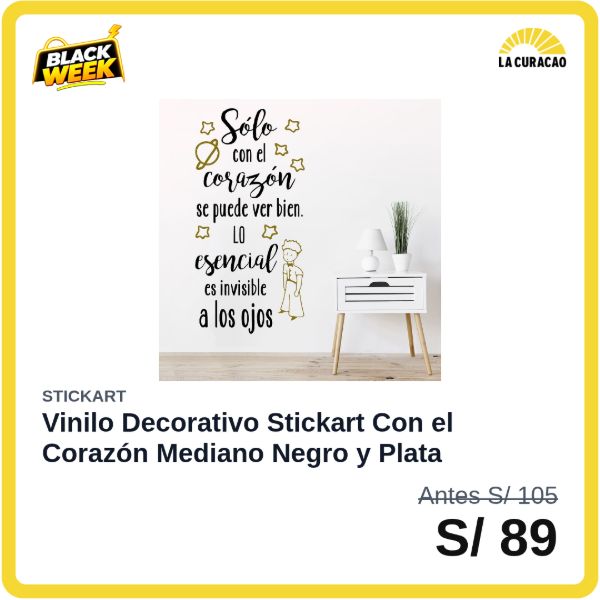 BLACK
WEEK
LA CURACAO
Sólo
con el
corazón
se puede ver bien.
LO
esencial
es invisible
a los ojos
STICKART
Vinilo Decorativo Stickart Con el
Corazón Mediano Negro y Plata
Antes S/ 105
S/ 89